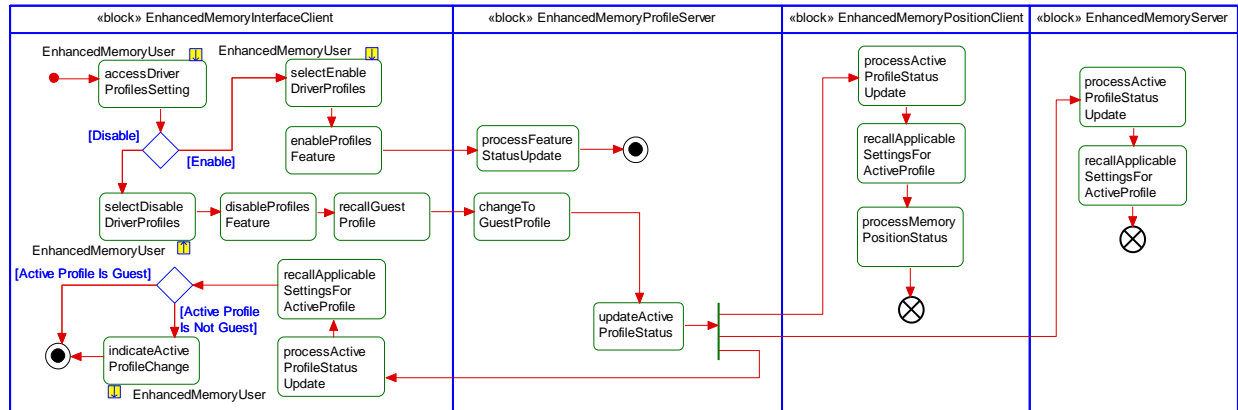 «block» EnhancedMemoryInterfaceClient
«block» EnhancedMemoryProfileServer
«block» EnhancedMemoryPositionClient
«block» EnhancedMemoryServer
EnhancedMemoryUser
accessDriver
ProfilesSetting
[Disable]
[Enable]
EnhancedMemoryUser
selectEnable
DriverProfiles
enableProfiles
Feature
processFeature
StatusUpdate
selectDisable
DriverProfiles
EnhancedMemoryUser
disableProfiles
Feature
recallGuest
Profile
changeTo
GuestProfile
updateActive
ProfileStatus
processActive
ProfileStatus
Update
recallApplicable
SettingsFor
ActiveProfile
processMemory
PositionStatus
processActive
ProfileStatus
Update
recallApplicable
SettingsFor
ActiveProfile
[Active Profile Is Guest]
[Active Profile
Is Not Guest]
recallApplicable
SettingsFor
ActiveProfile
processActive
ProfileStatus
Update
indicateActive
ProfileChange
EnhancedMemoryUser